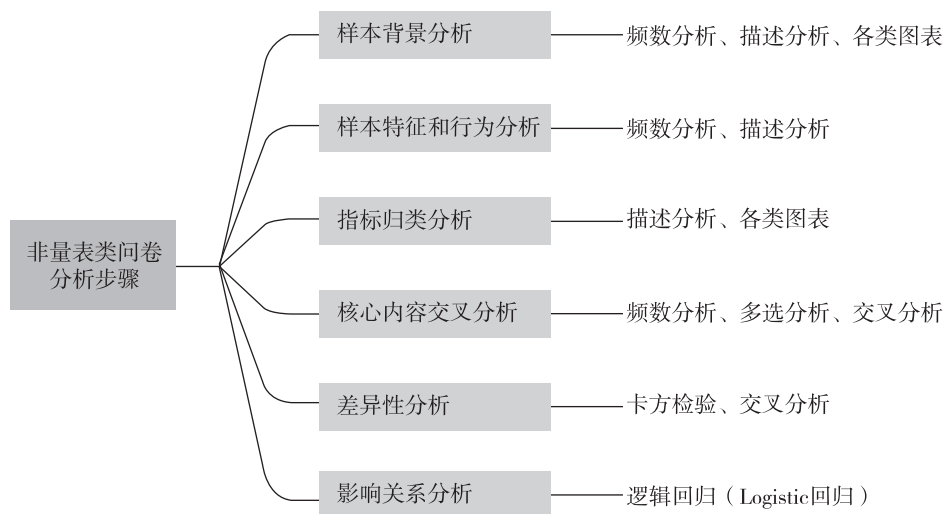 非量表类问卷
分析步骤
样本背景分析
频数分析、描述分析、各类图表
样本特征和行为分析
频数分析、描述分析
指标归类分析
描述分析、各类图表
核心内容交叉分析
频数分析、多选分析、交叉分析
差异性分析
卡方检验、交叉分析
影响关系分析
逻辑回归（Logistic回归）